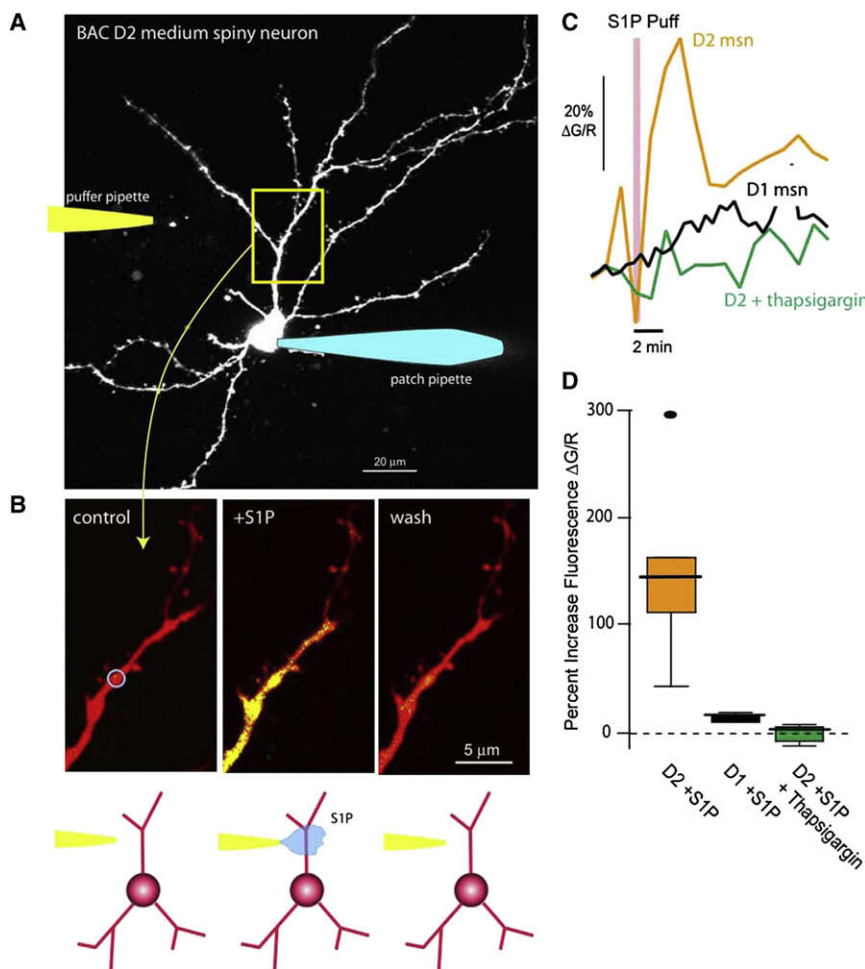 A
BAC D2 medium spiny neuron
puffer pipette
patch pipette
20 μm
B
control
+S1P
wash
5 μm
S1P
C
S1P Puff
D2 msn
20%
ΔG/R
D1 msn
D2 + thapsigargin
2 min
D
Percent Increase Fluorescence ΔG/R
300
200
100
0
D2 +S1P
D1 +S1P
D2 +S1P
+ Thapsigargin